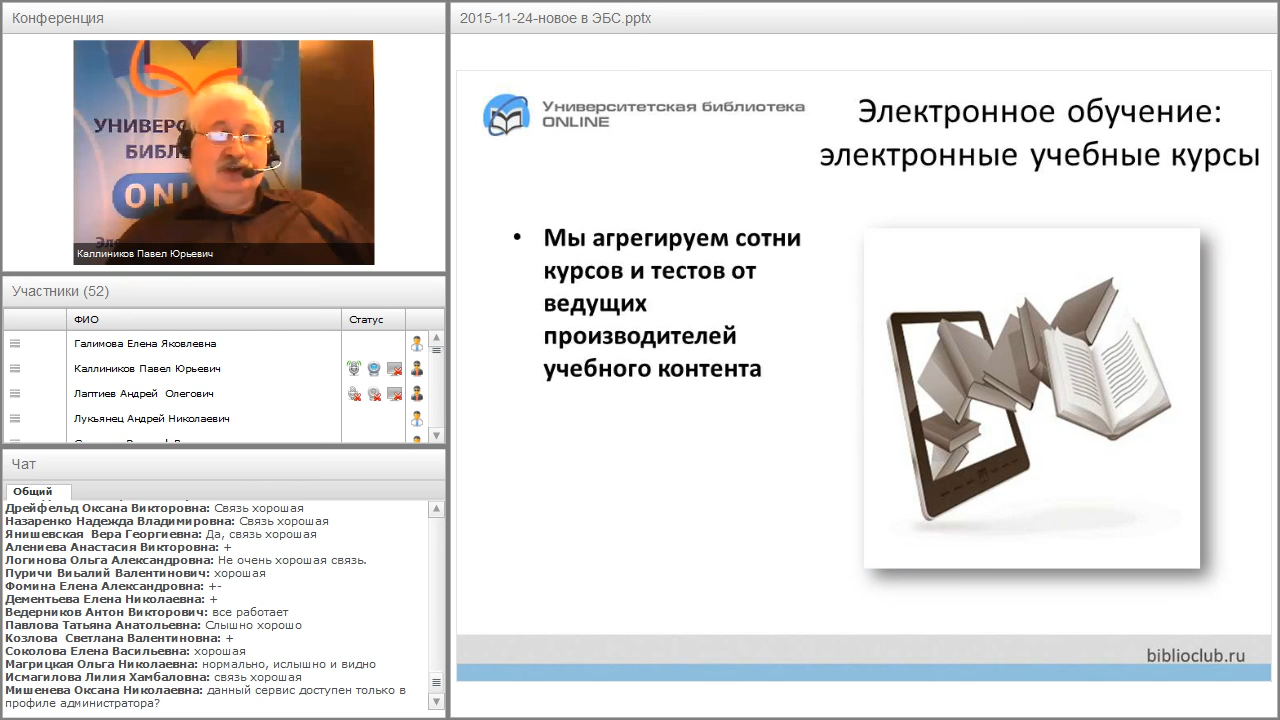 Конференция
УНИВЕРС
Я
БИБЛ
ONLI
Эле
Каллиников Павел Юрьевич
Участники (52)
ФИО
Статус
Галимова Елена Яковлевна
Каллиников Павел Юрьевич
Лаптиев Андрей Олегович
Лукьянец Андрей Николаевич
Чат
Общий
Дрейфельд Оксана Викторовна: Связь хорошая
Назаренко Надежда Владимировна: Связь хорошая
Янишевская Вера Георгиевна: Да, связь хорошая
Алениева Анастасия Викторовна: +
Логинова Ольга Александровна: Не очень хорошая связь.
Пуричи Виьалий Валентинович: хорошая
Фомина Елена Александровна: +-
Дементьева Елена Николаевна: +
Ведерников Антон Викторович: все работает
Павлова Татьяна Анатольевна: Слышно хорошо
Козлова Светлана Валентиновна: +
Соколова Елена Васильевна: хорошая
Магрицкая Ольга Николаевна: нормально, ислышно и видно
Исмагилова Лилия Хамбаловна: связь хорошая
Мишенева Оксана Николаевна: данный сервис доступен только в
профиле администратора?
2015-11-24-новое в ЭБС.pptx
Университетская библиотека
ONLINE
Электронное обучение:
электронные учебные курсы
• Мы агрегируем сотни
курсов и тестов от
ведущих
производителей
учебного контента
biblioclub.ru